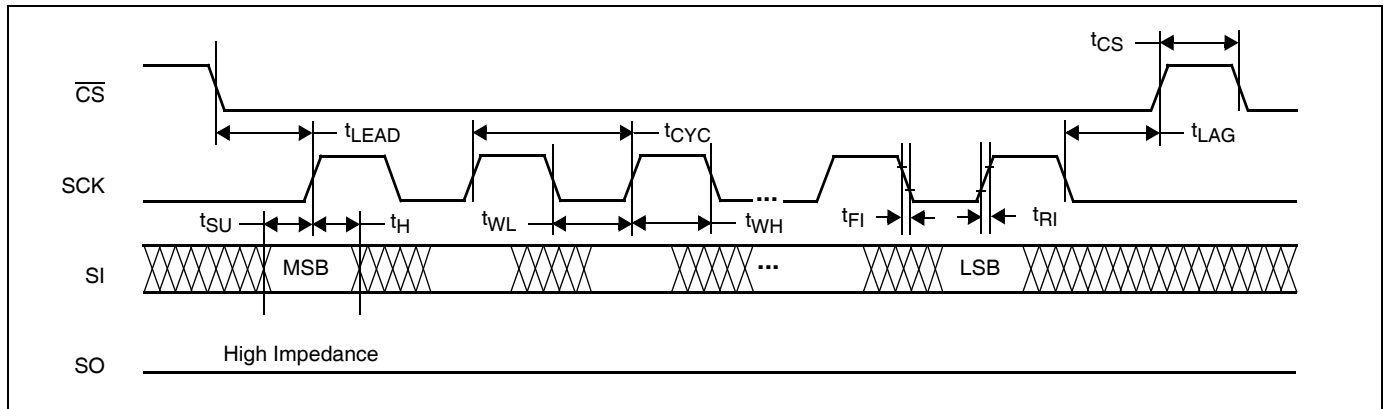 tCS
CS
tLEAD
tCYC
tLAG
SCK
...
tSU
tH
tWL
tWH
tFI
tRI
SI
MSB
...
LSB
High Impedance
SO